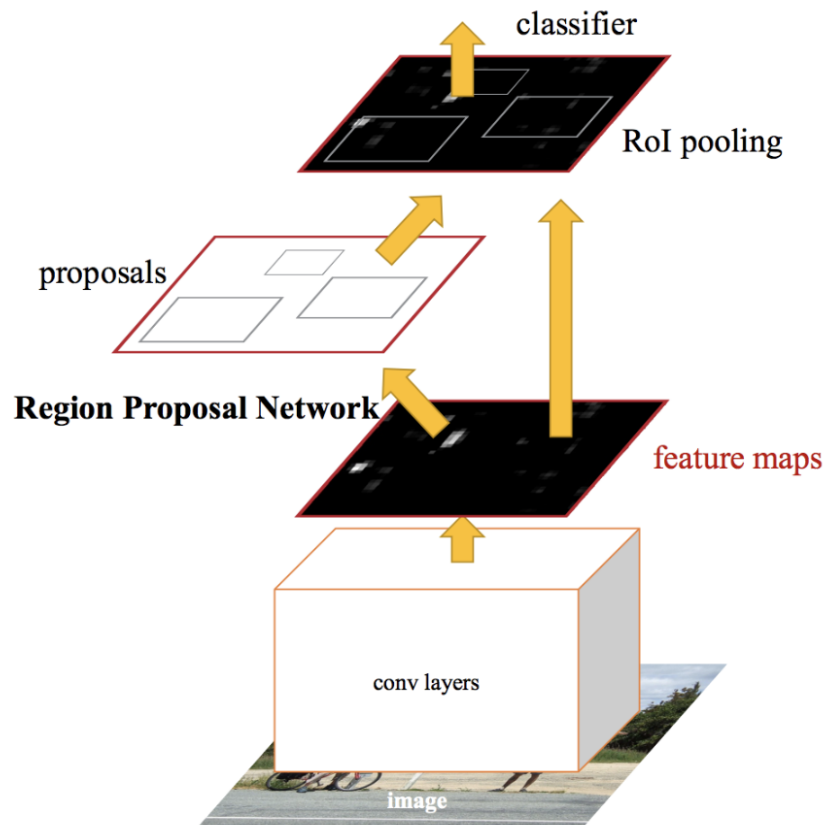 classifier
RoI pooling
proposals
Region Proposal Network
feature maps
conv layers
image